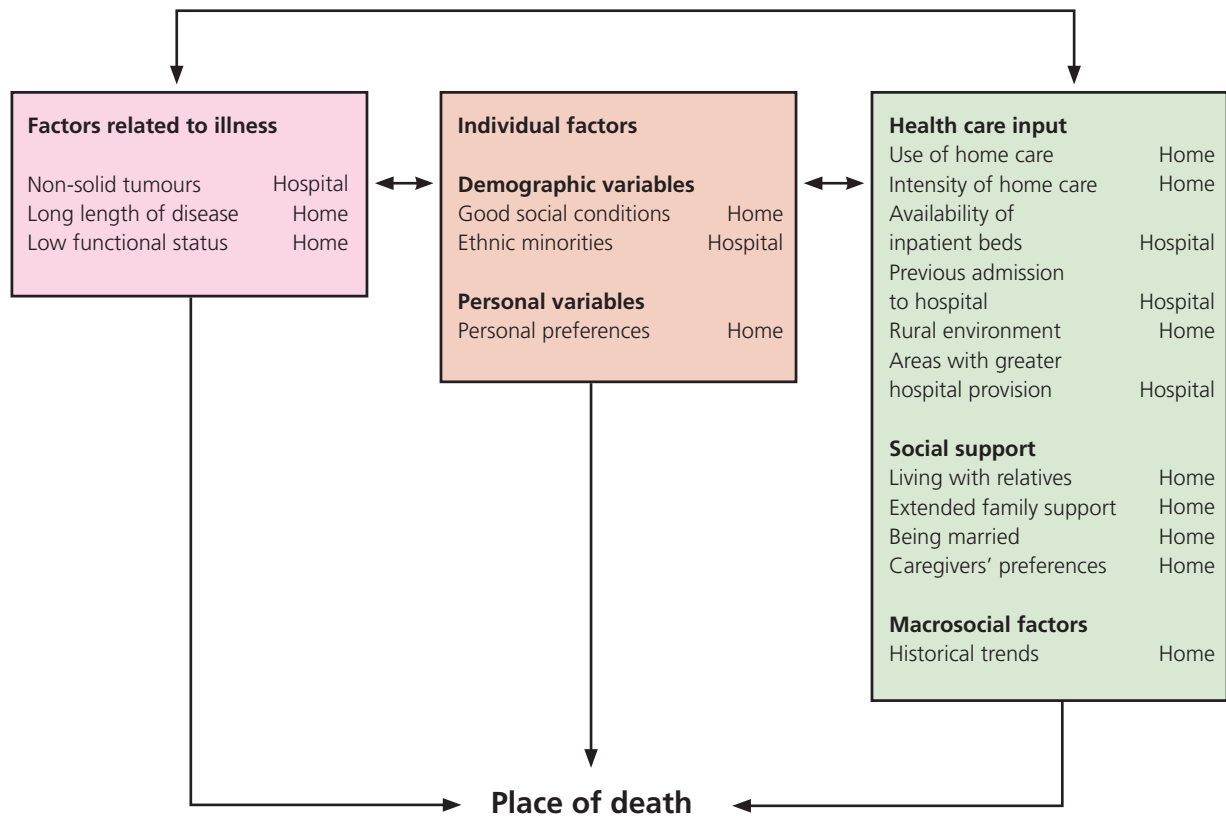 Factors related to illness
Non-solid tumours Hospital
Long length of disease Home
Low functional status Home
Individual factors
Demographic variables
Good social conditions Home
Ethnic minorities Hospital
Personal variables
Personal preferences Home
Health care input
Use of home care Home
Intensity of home care Home
Availability of
inpatient beds Hospital
Previous admission
to hospital Hospital
Rural environment Home
Areas with greater
hospital provision Hospital
Social support
Living with relatives Home
Extended family support Home
Being married Home
Caregivers’ preferences Home
Macrosocial factors
Historical trends Home
Place of death